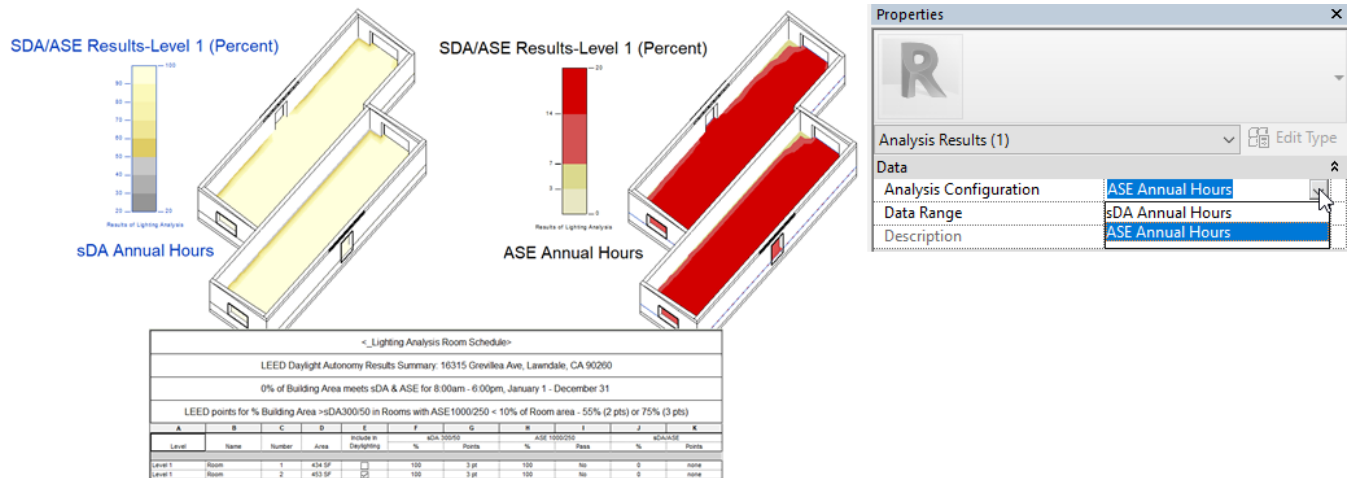 SDA/ASE Results-Level 1 (Percent)
100
90
80
70
60
50
40
30
20
20
Results of Lighting Analysis
sDA Annual Hours
SDA/ASE Results-Level 1 (Percent)
20
14
7
3
0
Results of Lighting Analysis
ASE Annual Hours
Properties
R
Analysis Results (1)
Edit Type
Data
Analysis Configuration ASE Annual Hours
Data Range sDA Annual Hours
Description ASE Annual Hours
<_Lighting Analysis Room Schedule>
LEED Daylight Autonomy Results Summary: 16315 Grevillea Ave, Lawndale, CA 90260
0% of Building Area meets sDA & ASE for 8:00am - 6:00pm, January 1 - December 31
LEED points for % Building Area >sDA300/50 in Rooms with ASE1000/250 < 10% of Room area - 55% (2 pts) or 75% (3 pts)
A B C D E F G H I J K
Level Name Number Area Include in Daylighting sDA 300/50 % Points ASE 1000/250 % Pass sDA/ASE % Points
Level 1 Room 1 434 SF 100 3 pt 100 No 0 none
Level 1 Room 2 453 SF 100 3 pt 100 No 0 none